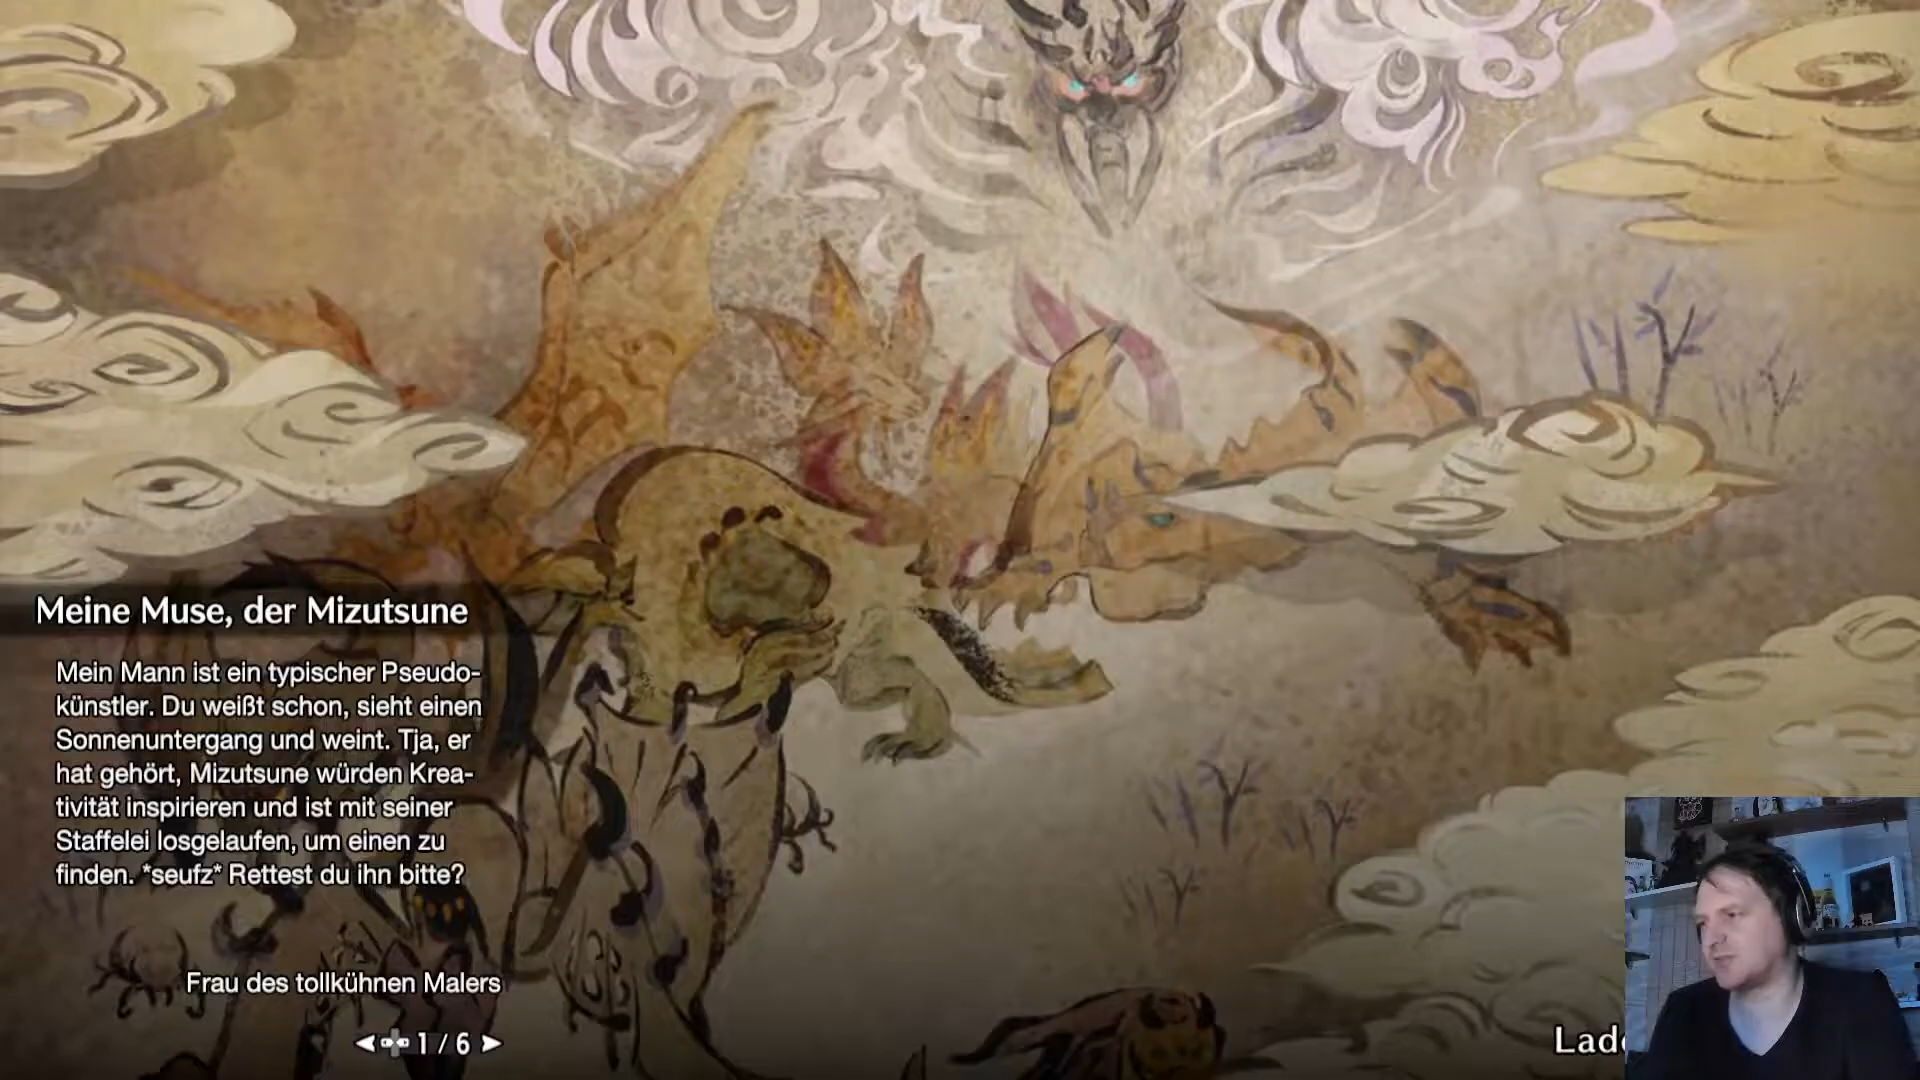 Meine Muse, der Mizutsune
Mein Mann ist ein typischer Pseudo-
künstler. Du weißt schon, sieht einen
Sonnenuntergang und weint. Tja, er
hat gehört, Mizutsune würden Krea-
tivität inspirieren und ist mit seiner
Staffelei losgelaufen, um einen zu
finden. *seufz* Rettest du ihn bitte?
Frau des tollkühnen Malers
1 / 6
Lade